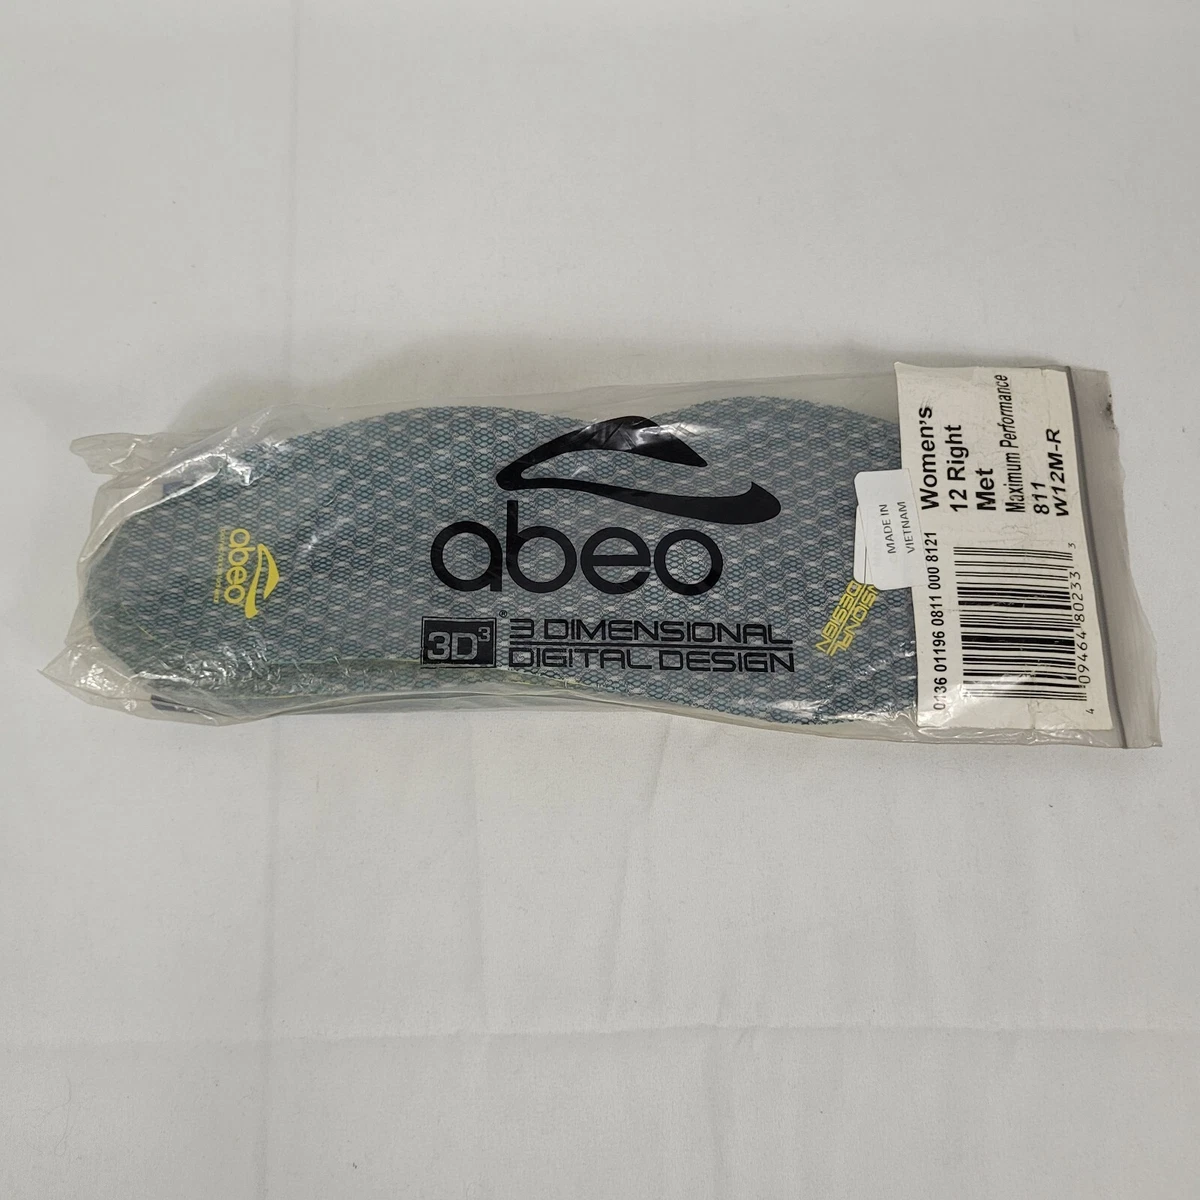 abeo
3D3®
3 DIMENSIONAL
DIGITAL DESIGN
abeo
DESIGN
MADE IN
VIETNAM
Women's
12 Right
Met
Maximum Performance
811
W12M-R
0136 01196 0811 000 8121
4 09464 80233 3